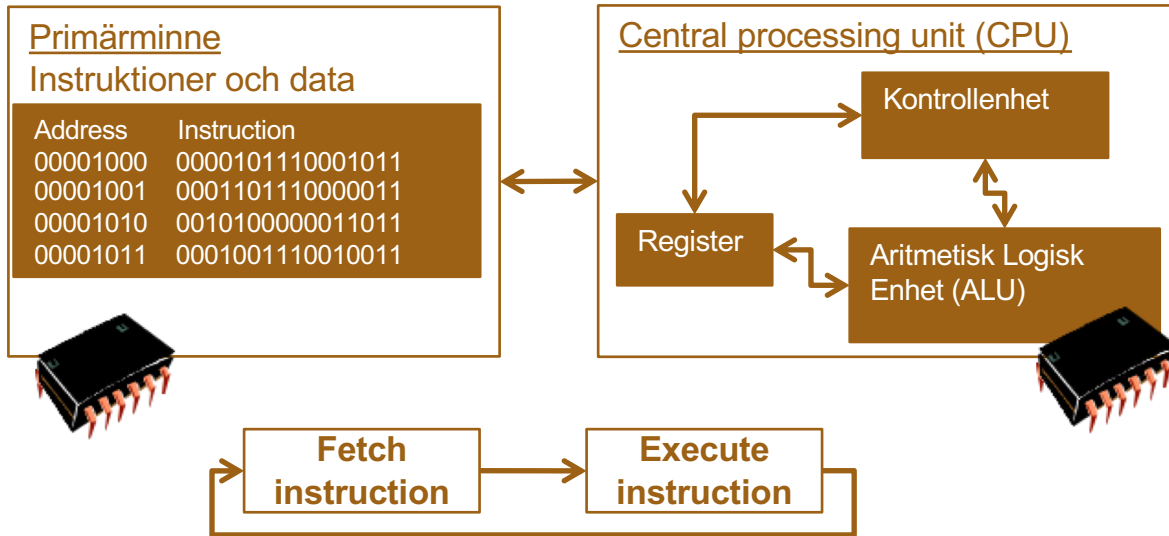 Primärminne
Instruktioner och data
Address Instruction
00001000 0000101110001011
00001001 0001101110000011
00001010 0010100000011011
00001011 0001001110010011
Central processing unit (CPU)
Kontrollenhet
Register
Aritmetisk Logisk
Enhet (ALU)
Fetch
instruction
Execute
instruction